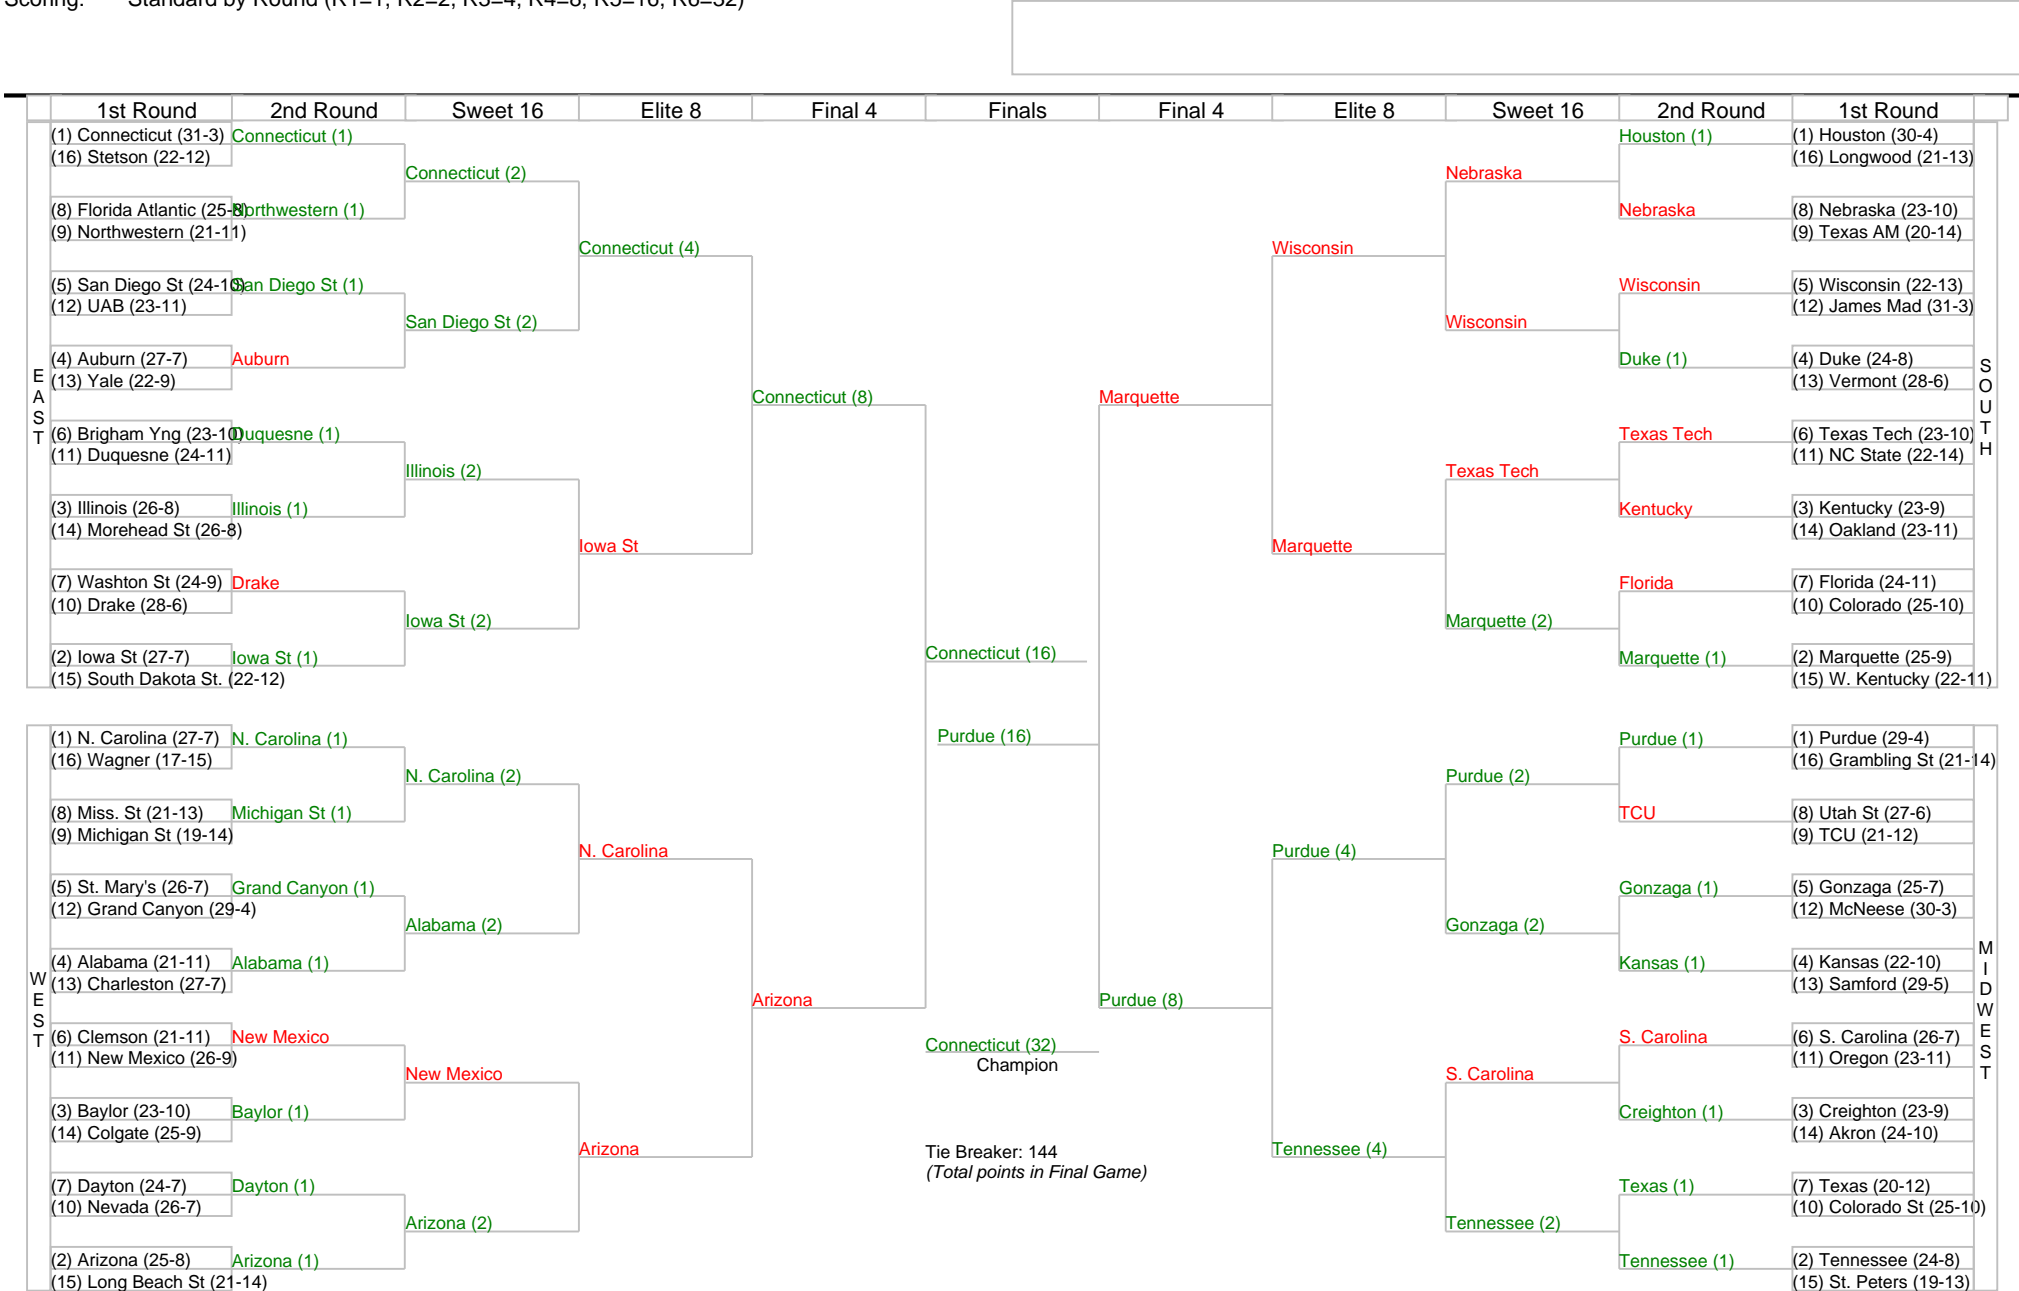 Scoring: Standard by Round (R1=1, R2=2, R3=4, R4=8, R5=16, R6=32)
1st Round 2nd Round Sweet 16 Elite 8 Final 4 Finals Final 4 Elite 8 Sweet 16 2nd Round 1st Round
EAST
(1) Connecticut (31-3)
(16) Stetson (22-12)
(8) Florida Atlantic (25-8)
(9) Northwestern (21-11)
(5) San Diego St (24-10)
(12) UAB (23-11)
(4) Auburn (27-7)
(13) Yale (22-9)
(6) Brigham Yng (23-10)
(11) Duquesne (24-11)
(3) Illinois (26-8)
(14) Morehead St (26-8)
(7) Washton St (24-9)
(10) Drake (28-6)
(2) Iowa St (27-7)
(15) South Dakota St. (22-12)
Connecticut (1)
Northwestern (1)
San Diego St (1)
Auburn
Duquesne (1)
Illinois (1)
Drake
Iowa St (1)
Connecticut (2)
San Diego St (2)
Illinois (2)
Iowa St (2)
Connecticut (4)
Iowa St
Connecticut (8)
WEST
(1) N. Carolina (27-7)
(16) Wagner (17-15)
(8) Miss. St (21-13)
(9) Michigan St (19-14)
(5) St. Mary's (26-7)
(12) Grand Canyon (29-4)
(4) Alabama (21-11)
(13) Charleston (27-7)
(6) Clemson (21-11)
(11) New Mexico (26-9)
(3) Baylor (23-10)
(14) Colgate (25-9)
(7) Dayton (24-7)
(10) Nevada (26-7)
(2) Arizona (25-8)
(15) Long Beach St (21-14)
N. Carolina (1)
Michigan St (1)
Grand Canyon (1)
Alabama (1)
New Mexico
Baylor (1)
Dayton (1)
Arizona (1)
N. Carolina (2)
Alabama (2)
New Mexico
Arizona (2)
N. Carolina
Arizona
Arizona
Connecticut (16)
Purdue (16)
Connecticut (32)
Champion
Tie Breaker: 144
(Total points in Final Game)
Marquette
Purdue (8)
Wisconsin
Marquette
Nebraska
Wisconsin
Texas Tech
Marquette (2)
Houston (1)
Nebraska
Wisconsin
Duke (1)
Texas Tech
Kentucky
Florida
Marquette (1)
(1) Houston (30-4)
(16) Longwood (21-13)
(8) Nebraska (23-10)
(9) Texas AM (20-14)
(5) Wisconsin (22-13)
(12) James Mad (31-3)
(4) Duke (24-8)
(13) Vermont (28-6)
(6) Texas Tech (23-10)
(11) NC State (22-14)
(3) Kentucky (23-9)
(14) Oakland (23-11)
(7) Florida (24-11)
(10) Colorado (25-10)
(2) Marquette (25-9)
(15) W. Kentucky (22-11)
SOUTH
Purdue (4)
Tennessee (4)
Purdue (2)
Gonzaga (2)
S. Carolina
Tennessee (2)
Purdue (1)
TCU
Gonzaga (1)
Kansas (1)
S. Carolina
Creighton (1)
Texas (1)
Tennessee (1)
(1) Purdue (29-4)
(16) Grambling St (21-14)
(8) Utah St (27-6)
(9) TCU (21-12)
(5) Gonzaga (25-7)
(12) McNeese (30-3)
(4) Kansas (22-10)
(13) Samford (29-5)
(6) S. Carolina (26-7)
(11) Oregon (23-11)
(3) Creighton (23-9)
(14) Akron (24-10)
(7) Texas (20-12)
(10) Colorado St (25-10)
(2) Tennessee (24-8)
(15) St. Peters (19-13)
MIDWEST